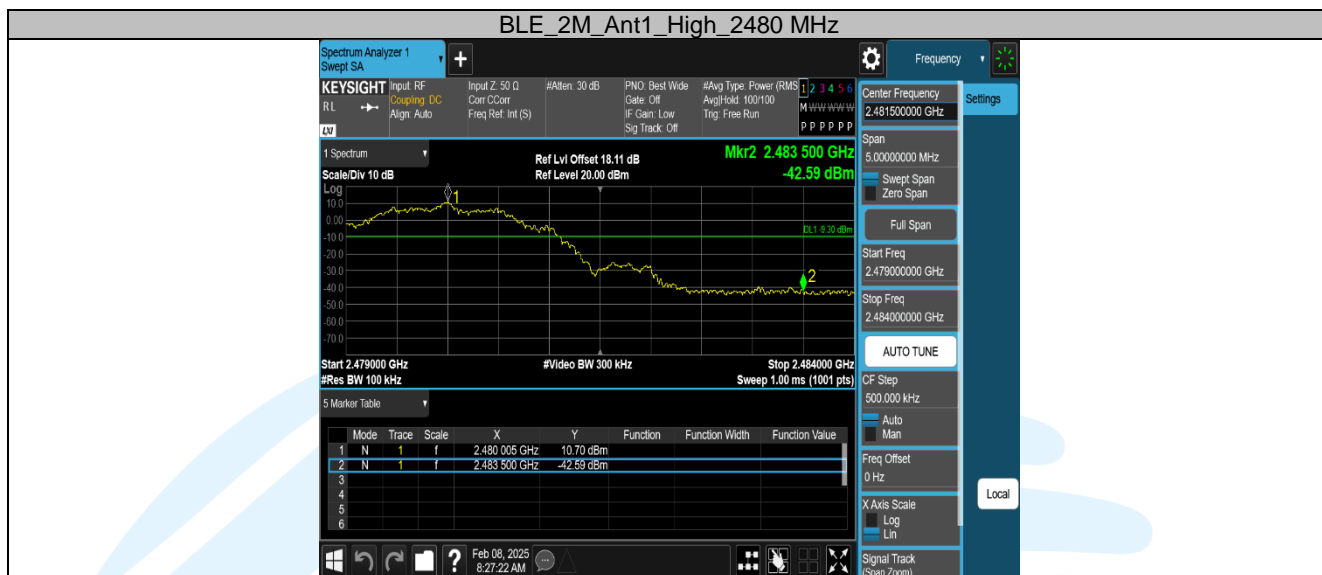 BLE_2M_Ant1_High_2480 MHz
Spectrum Analyzer 1
Swept SA
+
Frequency
KEYSIGHT
RL
LXI
Input: RF
Coupling: DC
Align: Auto
Input Z: 50 Ω
Corr CCorr
Freq Ref: Int (S)
#Atten: 30 dB
PNO: Best Wide
Gate: Off
IF Gain: Low
Sig Track: Off
#Avg Type: Power (RMS
Avg|Hold: 100/100
Trig: Free Run
1 2 3 4 5 6
M W W W W W
P P P P P P
1 Spectrum
Scale/Div 10 dB
Ref Lvl Offset 18.11 dB
Ref Level 20.00 dBm
Mkr2 2.483 500 GHz
-42.59 dBm
Log
10.0
0.00
-10.0
-20.0
-30.0
-40.0
-50.0
-60.0
-70.0
1
DL1 -9.30 dBm
2
Start 2.479000 GHz
#Res BW 100 kHz
#Video BW 300 kHz
Stop 2.484000 GHz
Sweep 1.00 ms (1001 pts)
5 Marker Table
Mode Trace Scale X Y Function Function Width Function Value
1 N 1 f 2.480 005 GHz 10.70 dBm
2 N 1 f 2.483 500 GHz -42.59 dBm
3
4
5
6
Feb 08, 2025
8:27:22 AM
?
Center Frequency
2.481500000 GHz
Settings
Span
5.00000000 MHz
Swept Span
Zero Span
Full Span
Start Freq
2.479000000 GHz
Stop Freq
2.484000000 GHz
AUTO TUNE
CF Step
500.000 kHz
Auto
Man
Freq Offset
0 Hz
X Axis Scale
Log
Lin
Signal Track
(Span Zoom)
Local